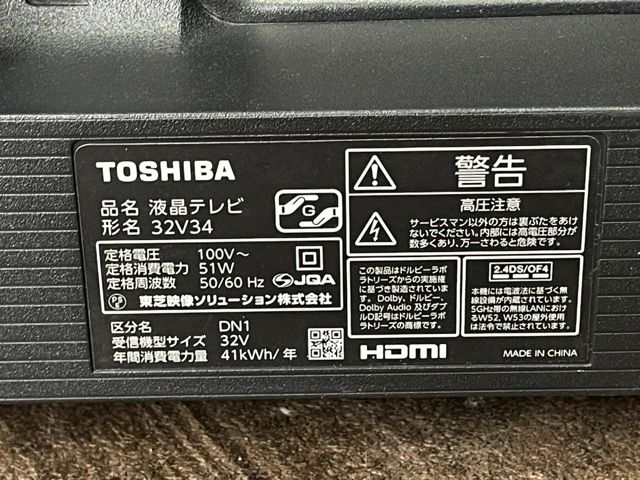 TOSHIBA
品名 液晶テレビ
形名 32V34
G
定格電圧 100V～
定格消費電力 51W
定格周波数 50/60 Hz
JQA
PS E
東芝映像ソリューション株式会社
区分名 DN1
受信機型サイズ 32V
年間消費電力量 41kWh/年
警告
高圧注意
サービスマン以外の方は裏ぶたをあけ
ないでください。内部には高電圧部分が
数多くあり、万一さわると危険です。
この製品はドルビーラボ
ラトリーズからの実施権
に基づき製造されていま
す。Dolby、ドルビー、
Dolby Audio 及びダブ
ルD記号はドルビーラボ
ラトリーズの商標です。
2.4DS/OF4
本機には電波法に基づく無
線設備が内蔵されています。
5GHz帯の無線LANにおけ
るW52、W53の屋外使用
は法令で禁止されています。
HDMI
MADE IN CHINA